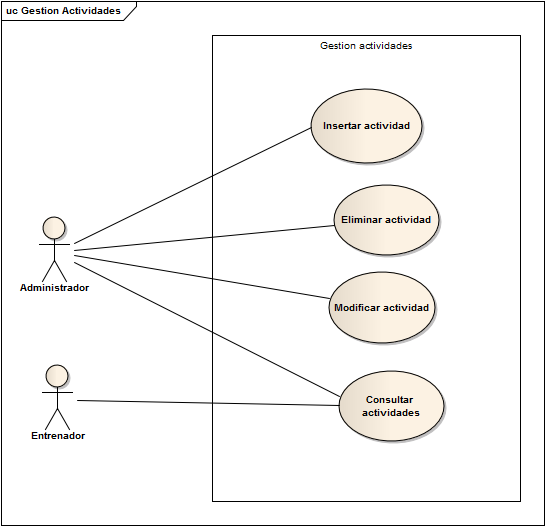 uc Gestion Actividades
Gestion actividades
Insertar actividad
Eliminar actividad
Administrador
Modificar actividad
Consultar
actividades
Entrenador